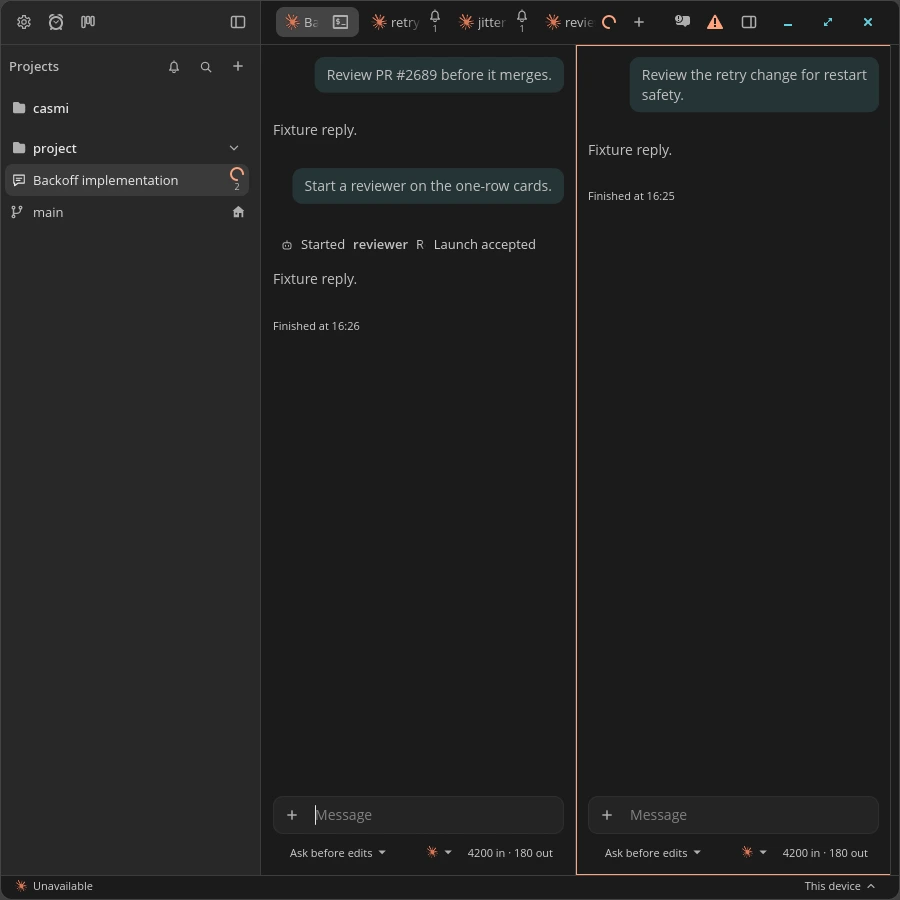 Ba
retry
1
jitter
1
revie
Projects
casmi
project
Backoff implementation
2
main
Review PR #2689 before it merges.
Fixture reply.
Start a reviewer on the one-row cards.
Started reviewer R Launch accepted
Fixture reply.
Finished at 16:26
Message
Ask before edits
4200 in · 180 out
Review the retry change for restart
safety.
Fixture reply.
Finished at 16:25
Message
Ask before edits
4200 in · 180 out
Unavailable
This device